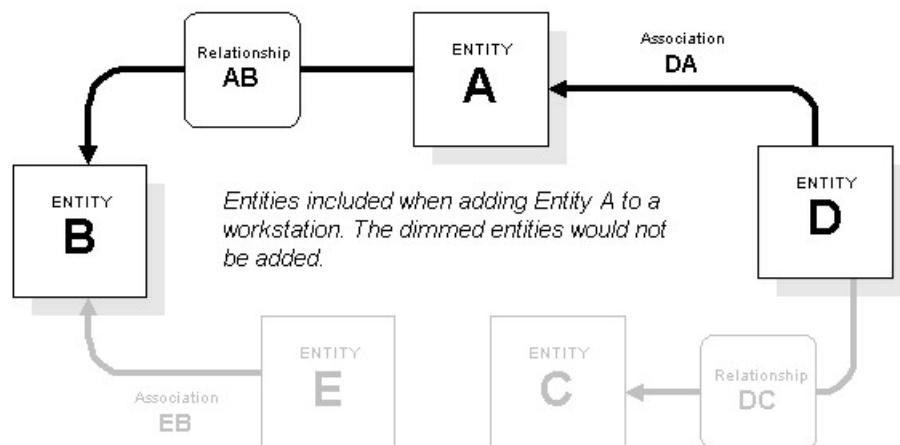 Relationship
AB
ENTITY
A
Association
DA
ENTITY
B
Entities included when adding Entity A to a
workstation. The dimmed entities would not
be added.
ENTITY
D
Association
EB
ENTITY
E
ENTITY
C
Relationship
DC